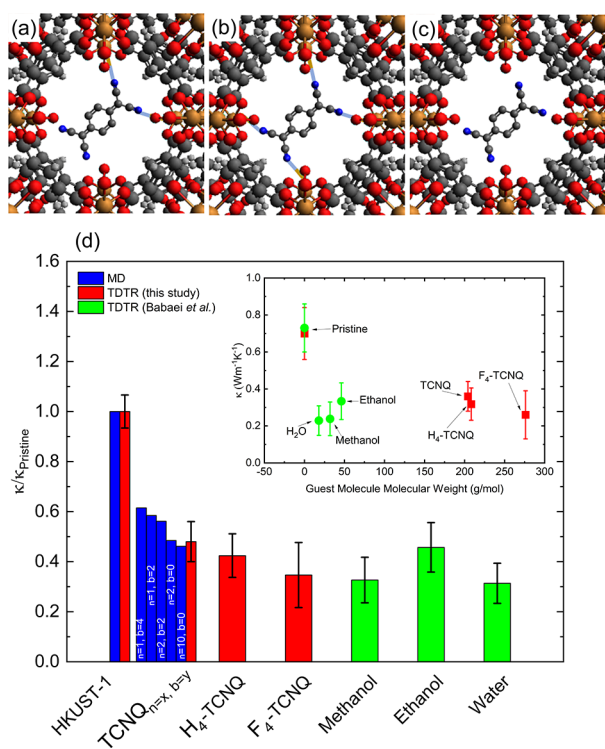 (a)
(b)
(c)
(d)
MD
TDTR (this study)
TDTR (Babaei et al.)
κ/κPristine
1.6
1.4
1.2
1.0
0.8
0.6
0.4
0.2
0.0
n=1, b=4
n=1, b=2
n=2, b=2
n=2, b=0
n=10, b=0
HKUST-1
TCNQn=x, b=y
H4-TCNQ
F4-TCNQ
Methanol
Ethanol
Water
κ (Wm-1K-1)
1.0
0.8
0.6
0.4
0.2
0.0
Pristine
Ethanol
H2O
Methanol
TCNQ
H4-TCNQ
F4-TCNQ
-50 0 50 100 150 200 250 300
Guest Molecule Molecular Weight (g/mol)